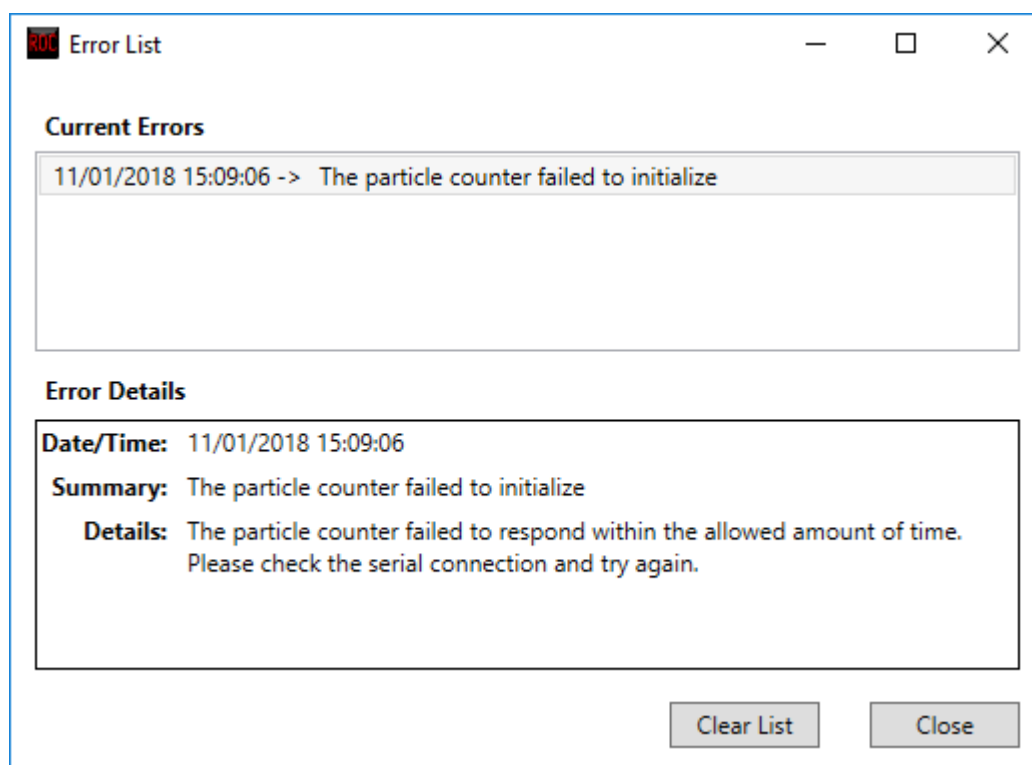 ROC Error List
Current Errors
11/01/2018 15:09:06 -> The particle counter failed to initialize
Error Details
Date/Time: 11/01/2018 15:09:06
Summary: The particle counter failed to initialize
Details: The particle counter failed to respond within the allowed amount of time.
Please check the serial connection and try again.
Clear List Close